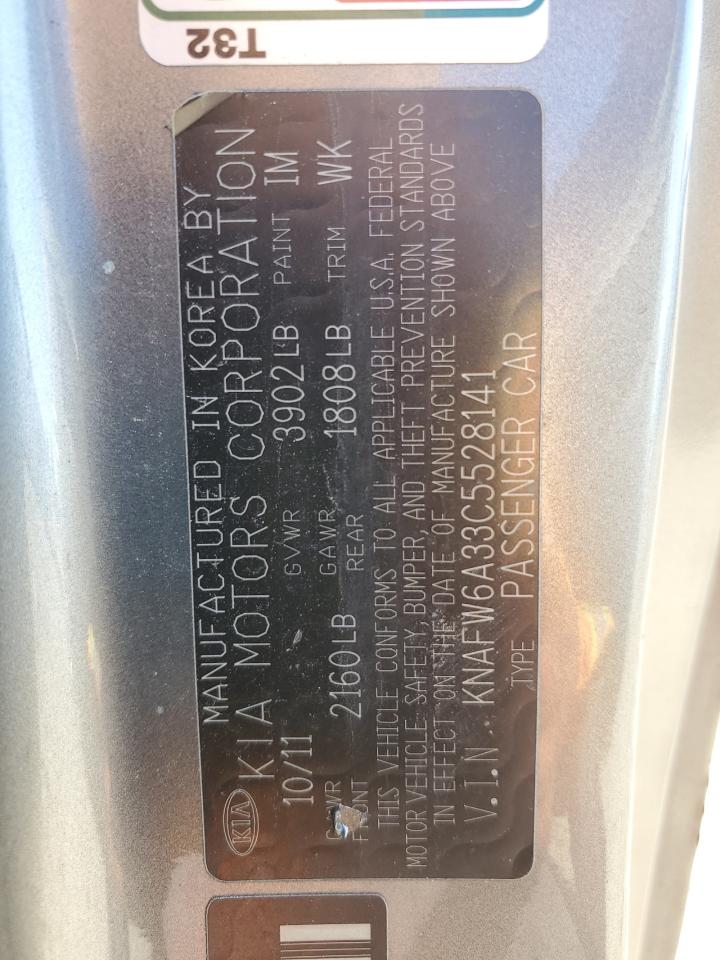 T32
MANUFACTURED IN KOREA BY
KIA KIA MOTORS CORPORATION
10/11 GVWR 3902LB PAINT IM
GAWR FRONT 2160LB GAWR REAR 1808LB TRIM WK
THIS VEHICLE CONFORMS TO ALL APPLICABLE U.S.A. FEDERAL
MOTOR VEHICLE SAFETY, BUMPER, AND THEFT PREVENTION STANDARDS
IN EFFECT ON THE DATE OF MANUFACTURE SHOWN ABOVE
V.I.N : KNAFW6A33C5528141
TYPE PASSENGER CAR